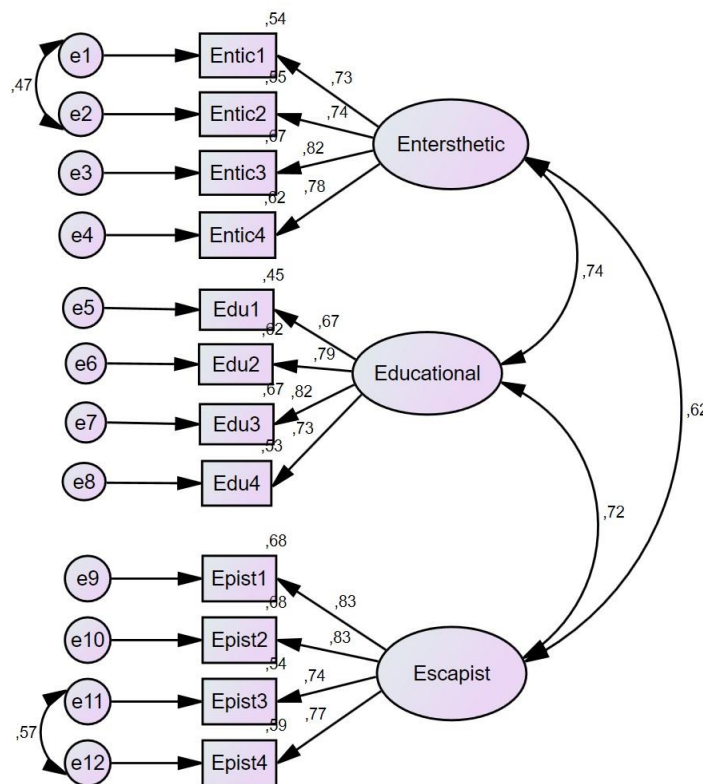 ,54
e1
Entic1
,73
,47
,55
e2
Entic2
,74
,67
e3
Entic3
,82
,62
,78
e4
Entic4
Entersthetic
,74
,45
e5
Edu1
,67
,62
e6
Edu2
,79
Educational
,67
,82
e7
Edu3
,73
,53
e8
Edu4
,62
,72
,68
e9
Epist1
,83
,68
e10
Epist2
,83
,54
,74
e11
Epist3
Escapist
,59
,77
,57
e12
Epist4